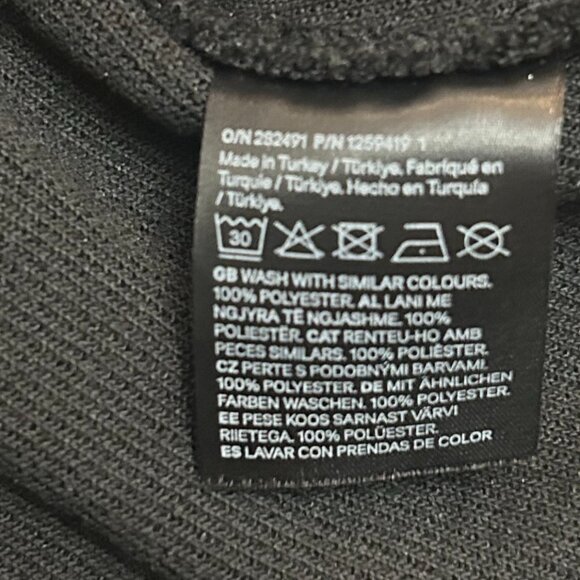 O/N 282491 P/N 1259419 1
Made in Turkey / Türkiye. Fabriqué en
Turquie / Türkiye. Hecho en Turquía
/ Türkiye.
30
GB WASH WITH SIMILAR COLOURS.
100% POLYESTER. AL LANI ME
NGJYRA TË NGJASHME. 100%
POLIESTËR. CAT RENTEU-HO AMB
PECES SIMILARS. 100% POLIÈSTER.
CZ PERTE S PODOBNÝMI BARVAMI.
100% POLYESTER. DE MIT ÄHNLICHEN
FARBEN WASCHEN. 100% POLYESTER.
EE PESE KOOS SARNAST VÄRVI
RIIETEGA. 100% POLÜESTER.
ES LAVAR CON PRENDAS DE COLOR